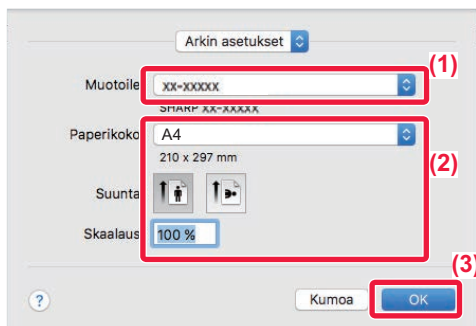 Arkin asetukset
(1)
Muotoile xx-xxxxx
SHARP xx-xxxxx
Paperikoko A4
210 x 297 mm
(2)
Suunta
Skaalaus 100 %
(3)
? Kumoa OK